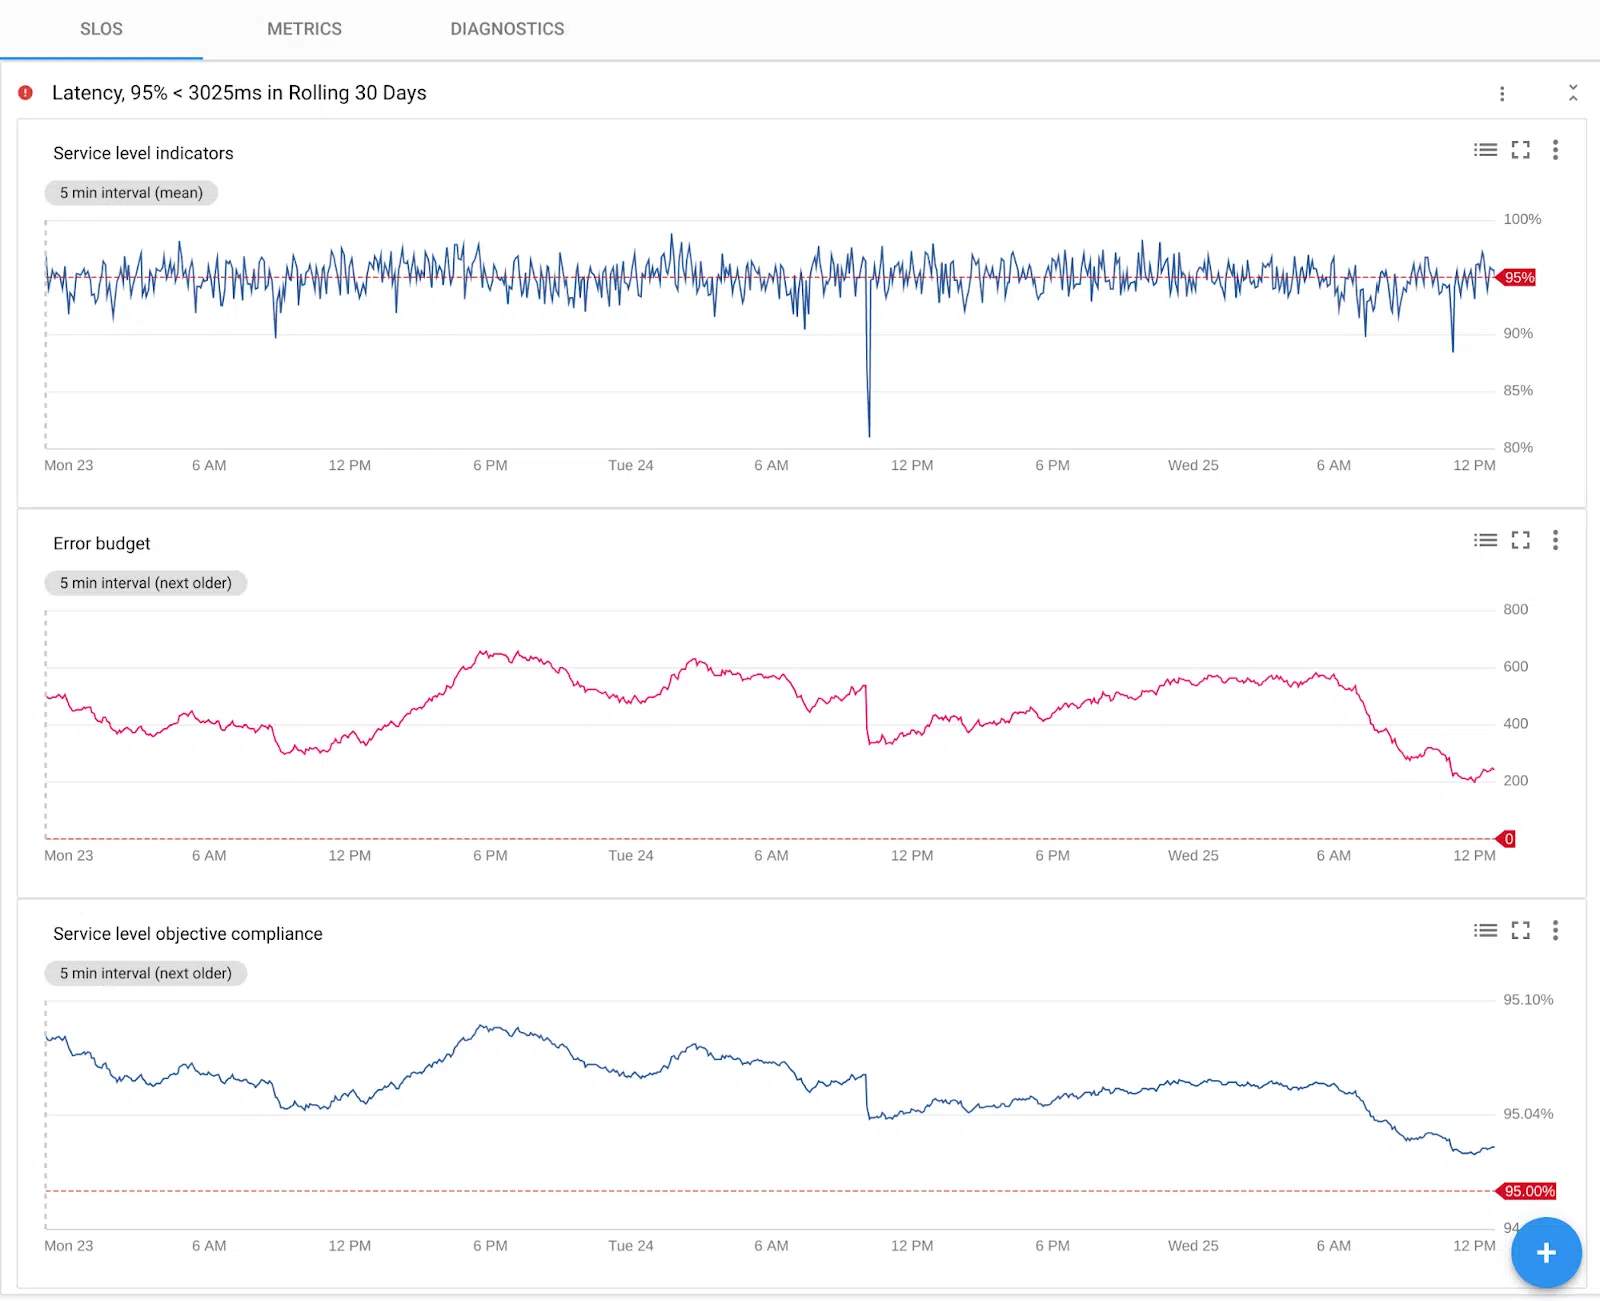 SLOS METRICS DIAGNOSTICS
Latency, 95% < 3025ms in Rolling 30 Days
Service level indicators
5 min interval (mean)
100%
95%
90%
85%
80%
Mon 23 6 AM 12 PM 6 PM Tue 24 6 AM 12 PM 6 PM Wed 25 6 AM 12 PM
Error budget
5 min interval (next older)
800
600
400
200
0
Mon 23 6 AM 12 PM 6 PM Tue 24 6 AM 12 PM 6 PM Wed 25 6 AM 12 PM
Service level objective compliance
5 min interval (next older)
95.10%
95.04%
95.00%
94.
Mon 23 6 AM 12 PM 6 PM Tue 24 6 AM 12 PM 6 PM Wed 25 6 AM 12 PM